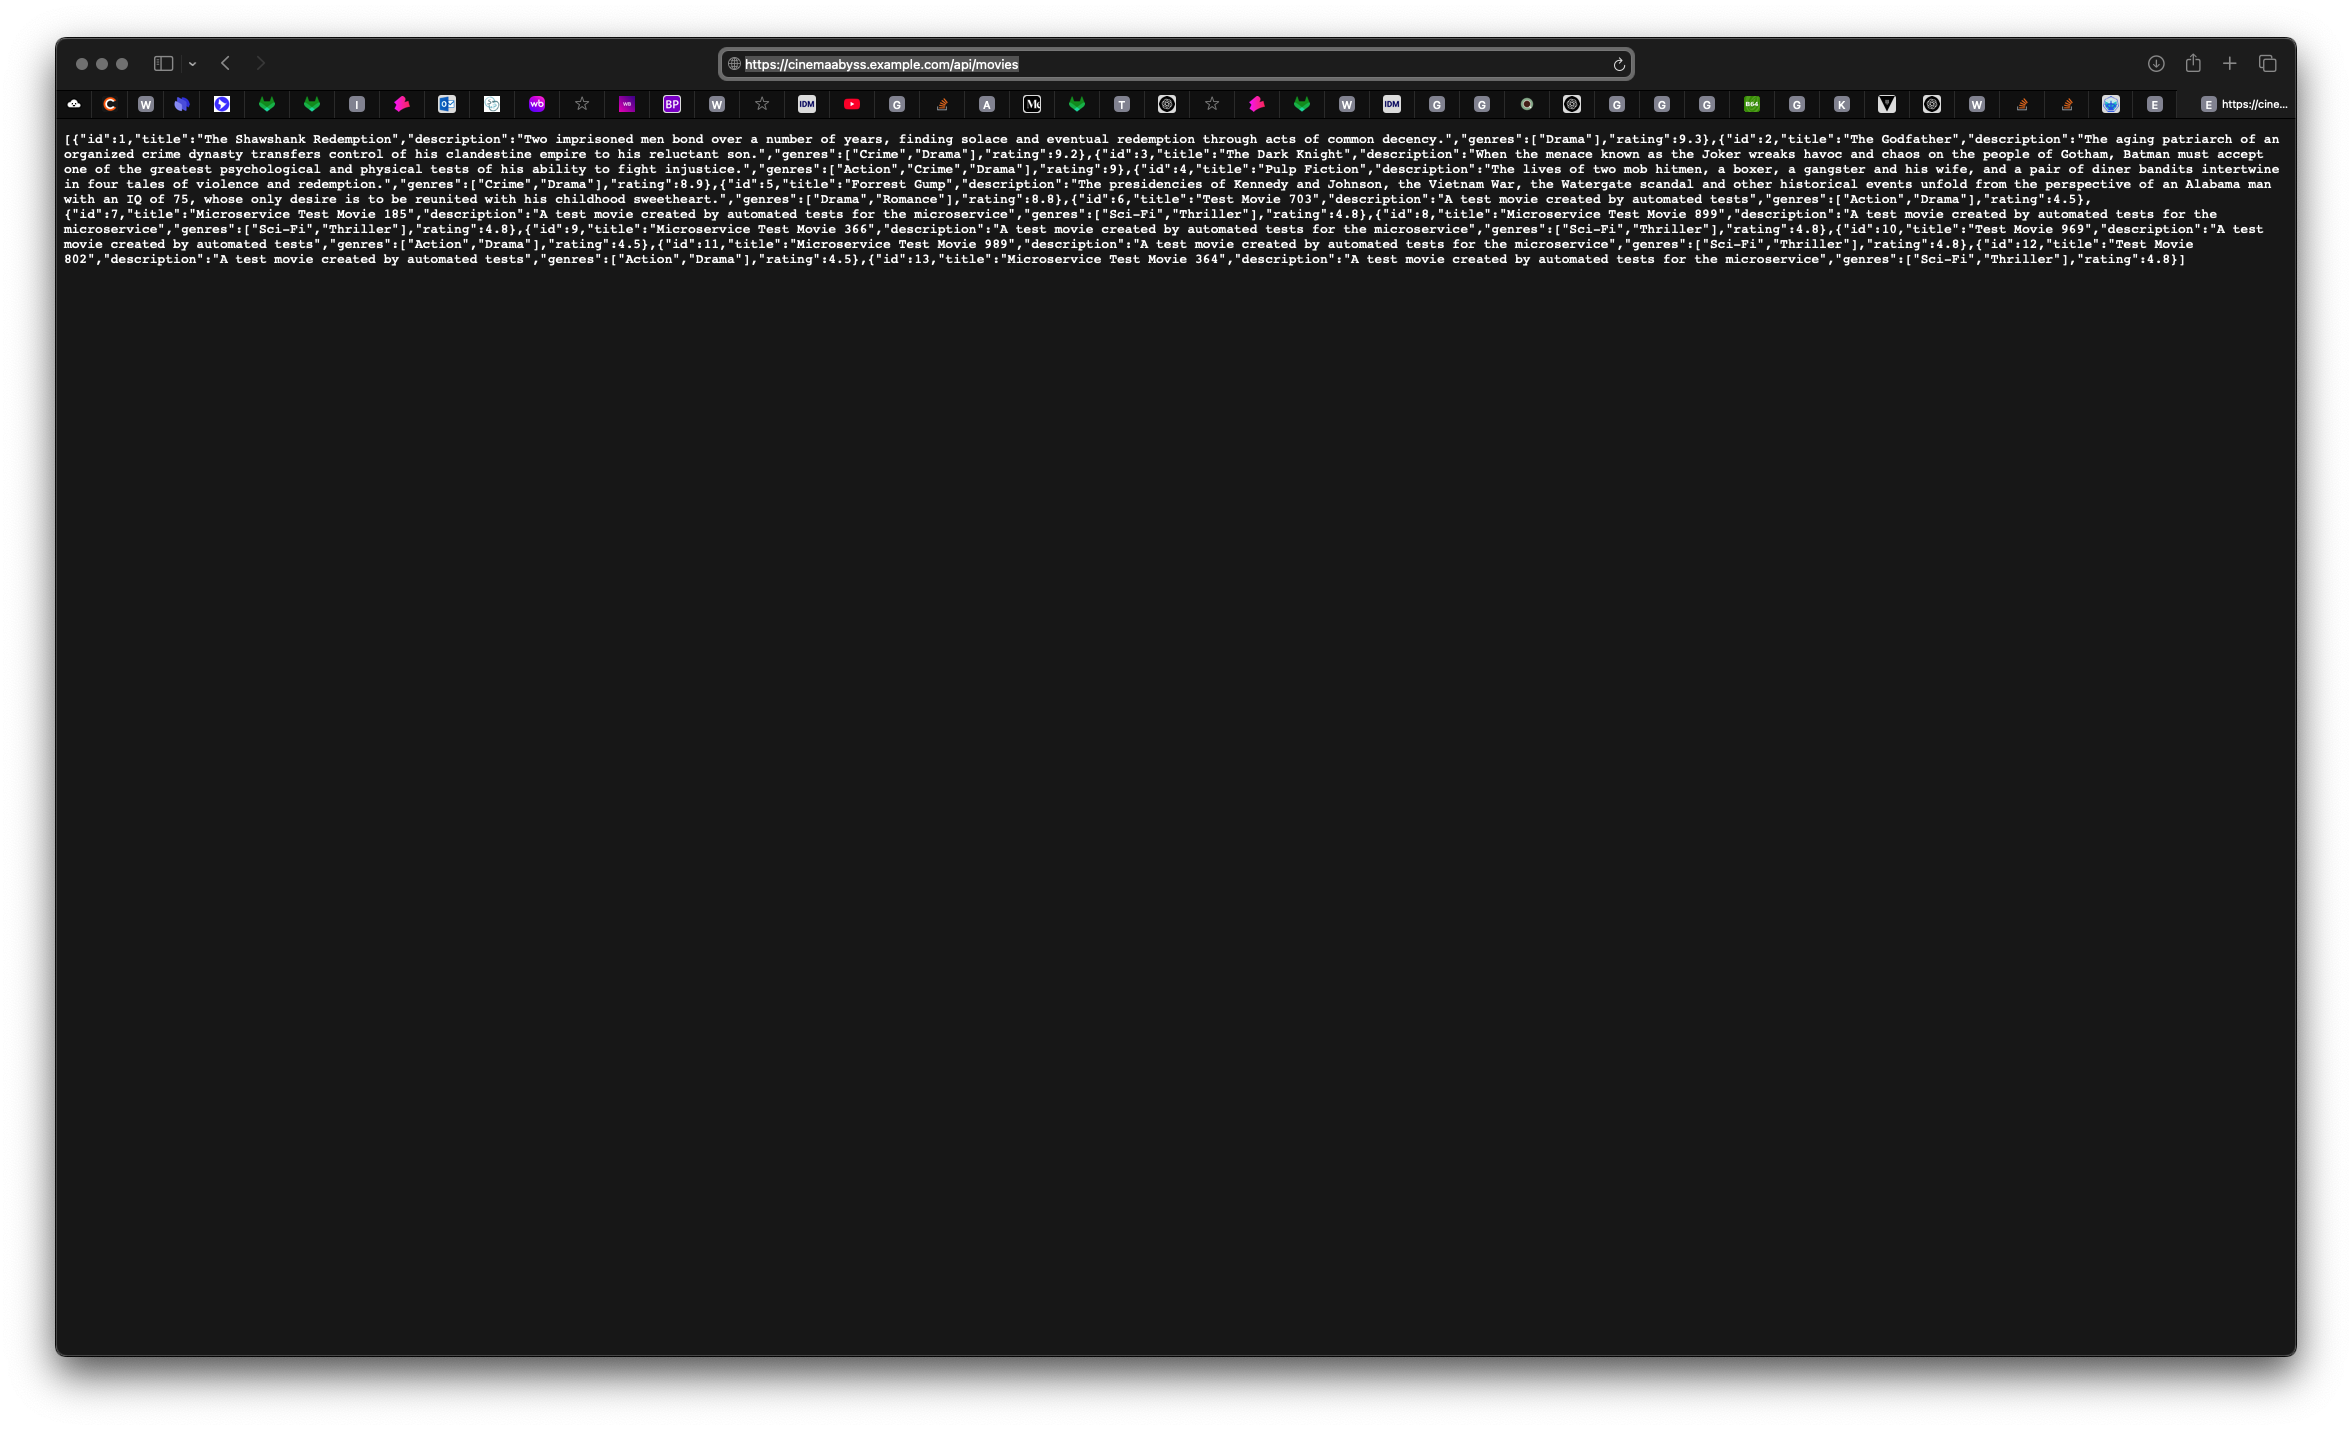 https://cinemaabyss.example.com/api/movies
C W wb WB BP W IDM G A M T W IDM G G G G G B64 G K W E E https://cine...
[{"id":1,"title":"The Shawshank Redemption","description":"Two imprisoned men bond over a number of years, finding solace and eventual redemption through acts of common decency.","genres":["Drama"],"rating":9.3},{"id":2,"title":"The Godfather","description":"The aging patriarch of an
organized crime dynasty transfers control of his clandestine empire to his reluctant son.","genres":["Crime","Drama"],"rating":9.2},{"id":3,"title":"The Dark Knight","description":"When the menace known as the Joker wreaks havoc and chaos on the people of Gotham, Batman must accept
one of the greatest psychological and physical tests of his ability to fight injustice.","genres":["Action","Crime","Drama"],"rating":9},{"id":4,"title":"Pulp Fiction","description":"The lives of two mob hitmen, a boxer, a gangster and his wife, and a pair of diner bandits intertwine
in four tales of violence and redemption.","genres":["Crime","Drama"],"rating":8.9},{"id":5,"title":"Forrest Gump","description":"The presidencies of Kennedy and Johnson, the Vietnam War, the Watergate scandal and other historical events unfold from the perspective of an Alabama man
with an IQ of 75, whose only desire is to be reunited with his childhood sweetheart.","genres":["Drama","Romance"],"rating":8.8},{"id":6,"title":"Test Movie 703","description":"A test movie created by automated tests","genres":["Action","Drama"],"rating":4.5},
{"id":7,"title":"Microservice Test Movie 185","description":"A test movie created by automated tests for the microservice","genres":["Sci-Fi","Thriller"],"rating":4.8},{"id":8,"title":"Microservice Test Movie 899","description":"A test movie created by automated tests for the
microservice","genres":["Sci-Fi","Thriller"],"rating":4.8},{"id":9,"title":"Microservice Test Movie 366","description":"A test movie created by automated tests for the microservice","genres":["Sci-Fi","Thriller"],"rating":4.8},{"id":10,"title":"Test Movie 969","description":"A test
movie created by automated tests","genres":["Action","Drama"],"rating":4.5},{"id":11,"title":"Microservice Test Movie 989","description":"A test movie created by automated tests for the microservice","genres":["Sci-Fi","Thriller"],"rating":4.8},{"id":12,"title":"Test Movie
802","description":"A test movie created by automated tests","genres":["Action","Drama"],"rating":4.5},{"id":13,"title":"Microservice Test Movie 364","description":"A test movie created by automated tests for the microservice","genres":["Sci-Fi","Thriller"],"rating":4.8}]